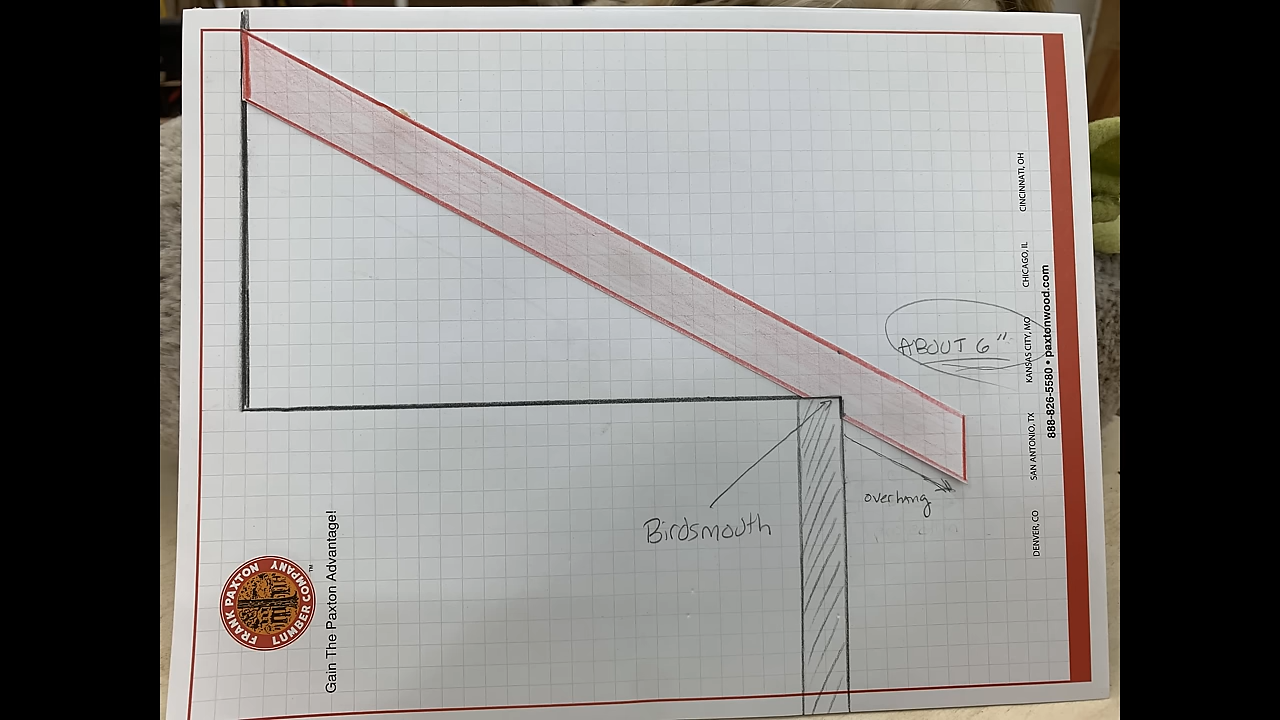 ABOUT 6"
Birdsmouth
overhang
FRANK PAXTON
LUMBER COMPANY
TM
Gain The Paxton Advantage!
DENVER, CO SAN ANTONIO, TX KANSAS CITY, MO CHICAGO, IL CINCINNATI, OH
888-826-5580 • paxtonwood.com